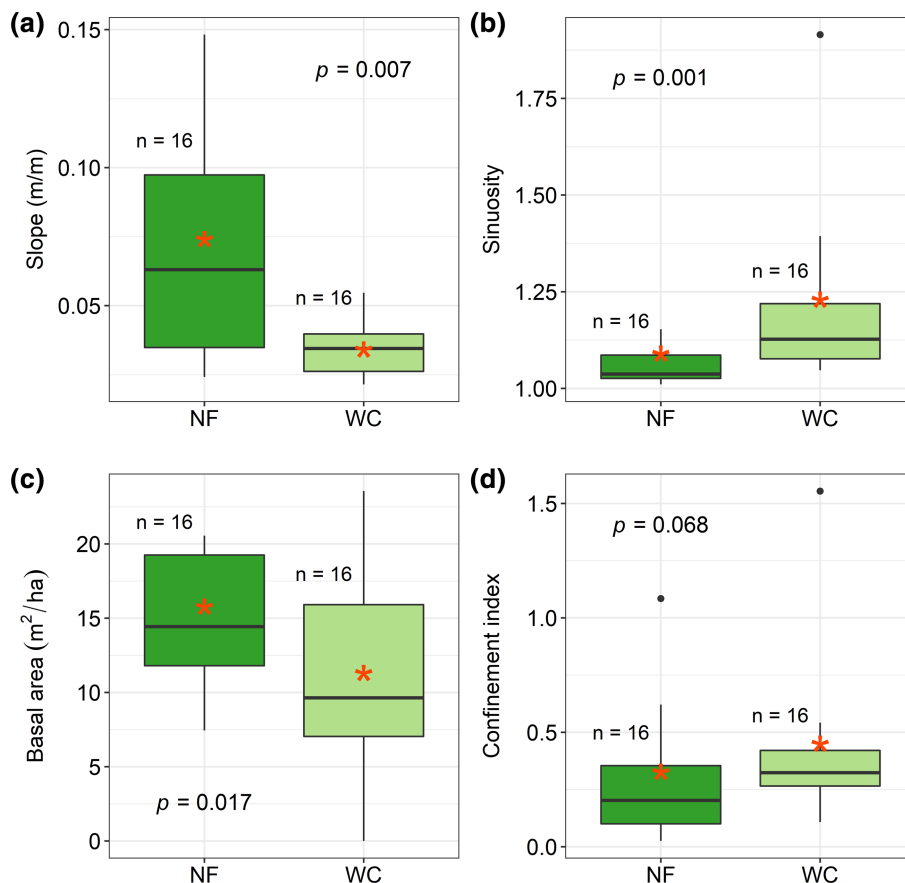 (a)
0.15
0.10
0.05
Slope (m/m)
p = 0.007
n = 16
n = 16
NF WC
(b)
1.75
1.50
1.25
1.00
Sinuosity
p = 0.001
n = 16
n = 16
NF WC
(c)
20
15
10
5
0
Basal area (m²/ha)
n = 16
n = 16
p = 0.017
NF WC
(d)
1.5
1.0
0.5
0.0
Confinement index
p = 0.068
n = 16
n = 16
NF WC